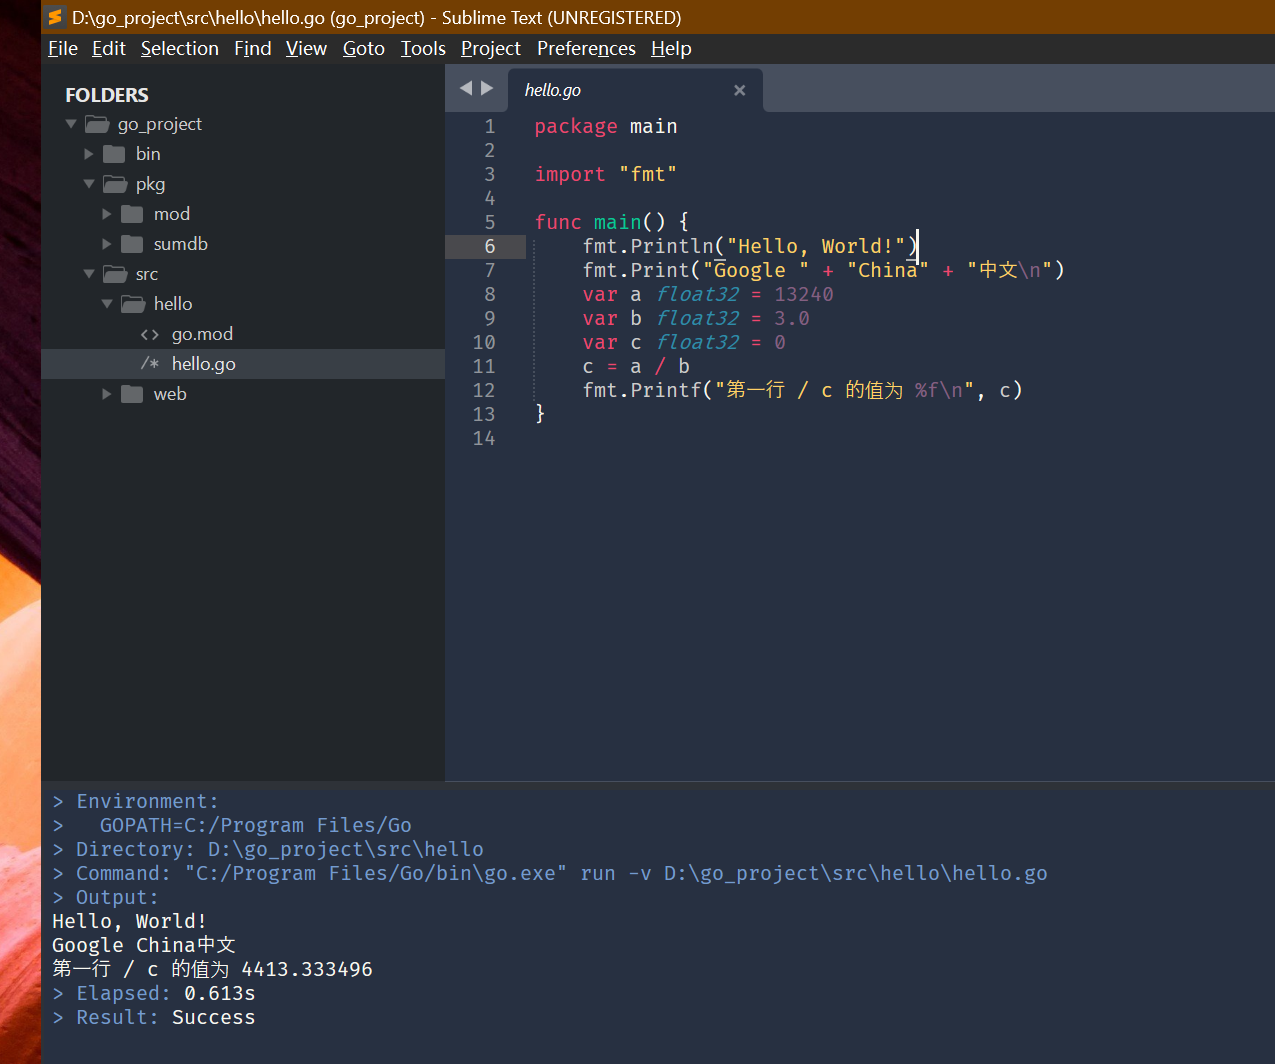 D:\go_project\src\hello\hello.go (go_project) - Sublime Text (UNREGISTERED)
File Edit Selection Find View Goto Tools Project Preferences Help
FOLDERS
go_project
bin
pkg
mod
sumdb
src
hello
<> go.mod
/* hello.go
web
hello.go
1 package main
2
3 import "fmt"
4
5 func main() {
6 fmt.Println("Hello, World!")
7 fmt.Print("Google " + "China" + "中文\n")
8 var a float32 = 13240
9 var b float32 = 3.0
10 var c float32 = 0
11 c = a / b
12 fmt.Printf("第一行 / c 的值为 %f\n", c)
13 }
14
> Environment:
>   GOPATH=C:/Program Files/Go
> Directory: D:\go_project\src\hello
> Command: "C:/Program Files/Go/bin\go.exe" run -v D:\go_project\src\hello\hello.go
> Output:
Hello, World!
Google China中文
第一行 / c 的值为 4413.333496
> Elapsed: 0.613s
> Result: Success